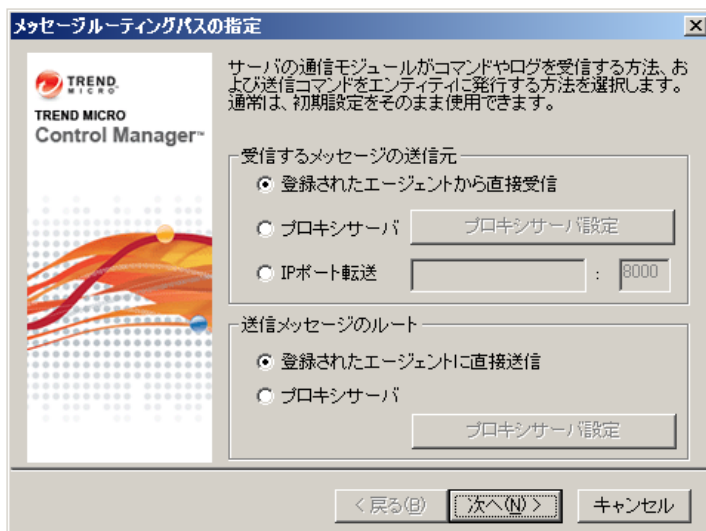 メッセージルーティングパスの指定
TREND
MICRO
TREND MICRO
Control Manager™
サーバの通信モジュールがコマンドやログを受信する方法、お
よび送信コマンドをエンティティに発行する方法を選択します。
通常は、初期設定をそのまま使用できます。
受信するメッセージの送信元
登録されたエージェントから直接受信
プロキシサーバ プロキシサーバ設定
IPポート転送 : 8000
送信メッセージのルート
登録されたエージェントに直接送信
プロキシサーバ
プロキシサーバ設定
< 戻る(B) 次へ(N) > キャンセル